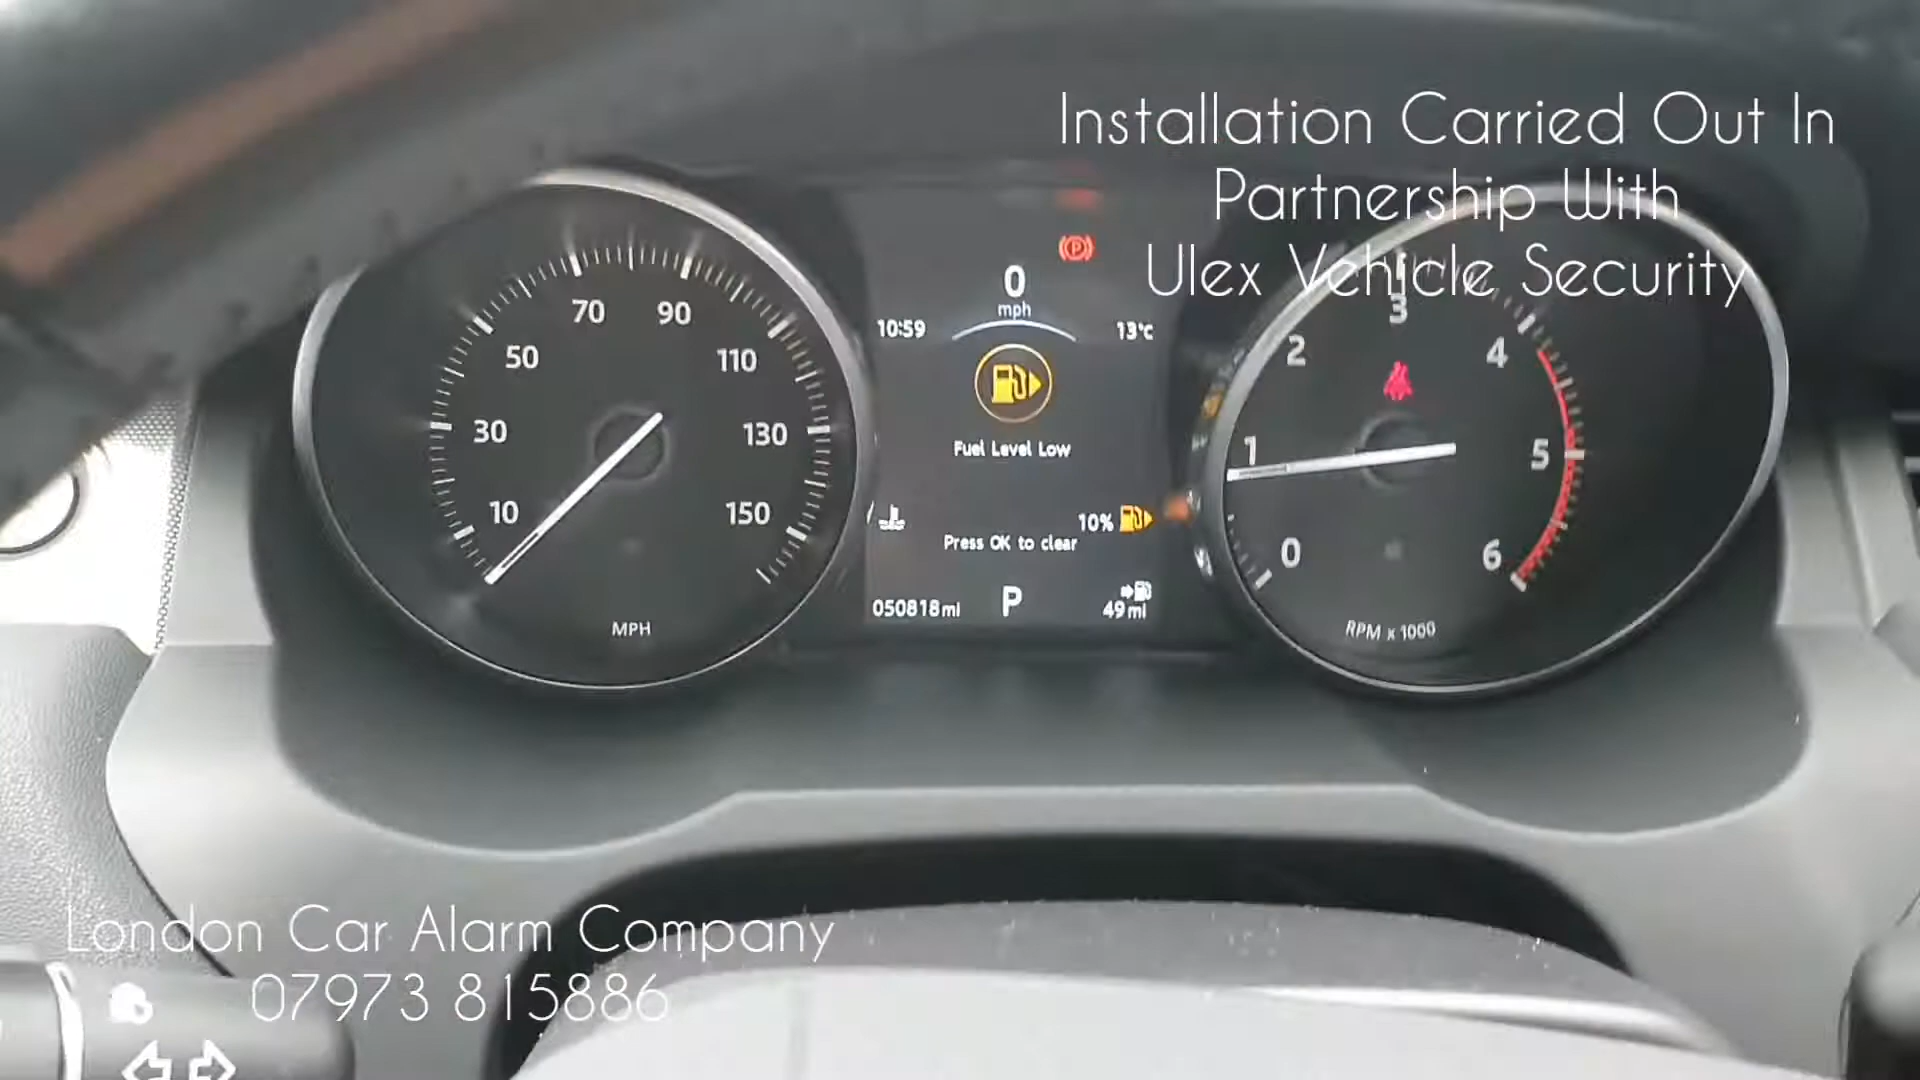 Installation Carried Out In
Partnership With
Ulex Vehicle Security
0
mph
10:59
13°C
Fuel Level Low
10%
Press OK to clear
050818mi
P
49mi
10
30
50
70
90
110
130
150
MPH
0
1
2
3
4
5
6
RPM x 1000
London Car Alarm Company
07973 815886